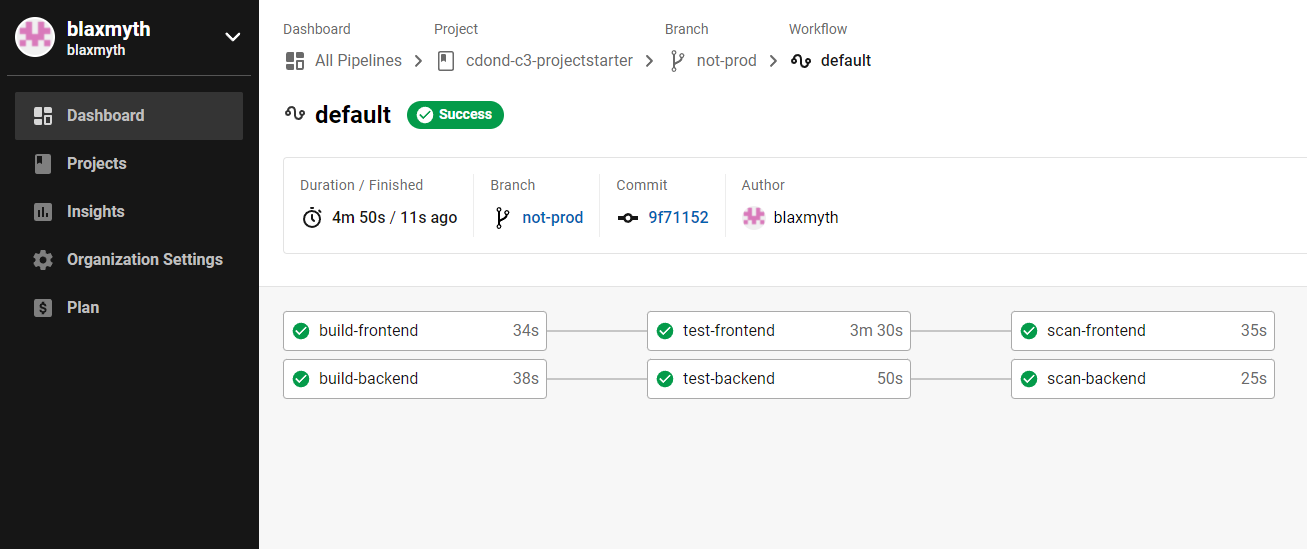 blaxmyth
blaxmyth
Dashboard
Projects
Insights
Organization Settings
Plan
Dashboard Project Branch Workflow
All Pipelines cdond-c3-projectstarter not-prod default
default Success
Duration / Finished Branch Commit Author
4m 50s / 11s ago not-prod 9f71152 blaxmyth
build-frontend 34s test-frontend 3m 30s scan-frontend 35s
build-backend 38s test-backend 50s scan-backend 25s